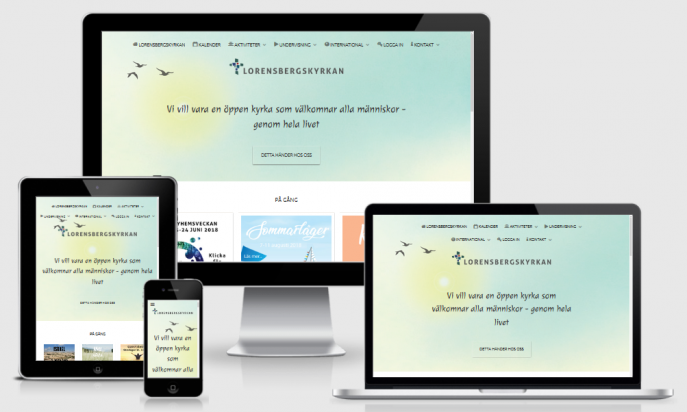 LORENSBERGSKYRKAN KALENDER AKTIVITETER UNDERVISNING INTERNATIONAL LOGGA IN KONTAKT
LORENSBERGSKYRKAN
Vi vill vara en öppen kyrka som välkomnar alla människor -
genom hela livet
DETTA HÄNDER HOS OSS
PÅ GÅNG
YHEMSVECKAN
-24 JUNI 2018
Klicka
Sommarläger
Läs mer...
LORENSBERGSKYRKAN KALENDER AKTIVITETER
UNDERVISNING INTERNATIONAL LOGGA IN KONTAKT
LORENSBERGSKYRKAN
Vi vill vara en öppen kyrka som
välkomnar alla människor - genom hela
livet
DETTA HÄNDER HOS OSS
PÅ GÅNG
LORENSBERGSKYRKAN
Vi vill vara en
öppen kyrka
som
välkomnar alla
LORENSBERGSKYRKAN KALENDER AKTIVITETER UNDERVISNING
INTERNATIONAL LOGGA IN KONTAKT
LORENSBERGSKYRKAN
Vi vill vara en öppen kyrka som
välkomnar alla människor - genom hela
livet
DETTA HÄNDER HOS OSS